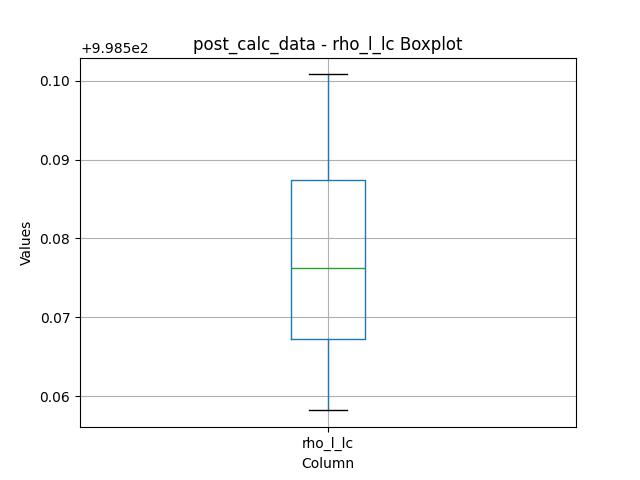 +9.985e2
post_calc_data - rho_l_lc Boxplot
0.10
0.09
0.08
0.07
0.06
Values
rho_l_lc
Column